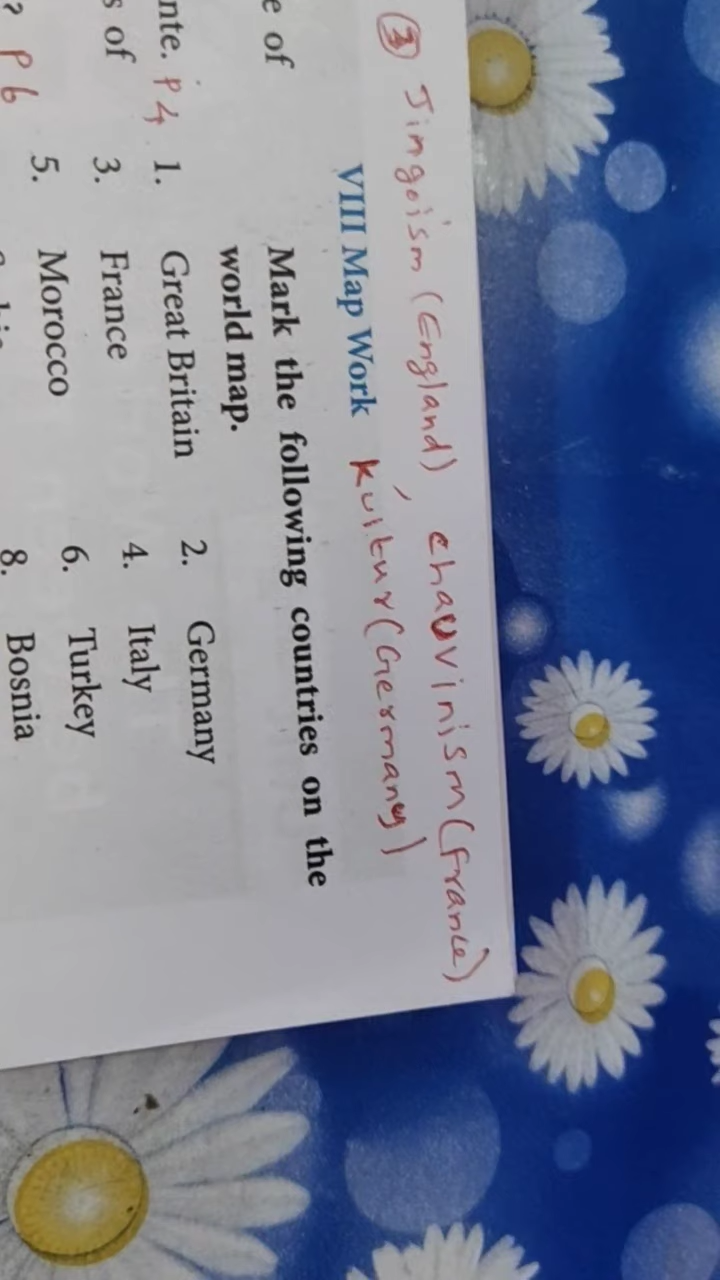 ③ Jingoism (England), chauvinism (France)
Kultur (Germany)
VIII Map Work
Mark the following countries on the
world map.
1. Great Britain 2. Germany
3. France 4. Italy
5. Morocco 6. Turkey
8. Bosnia
e of
nte. P4
s of
? P6